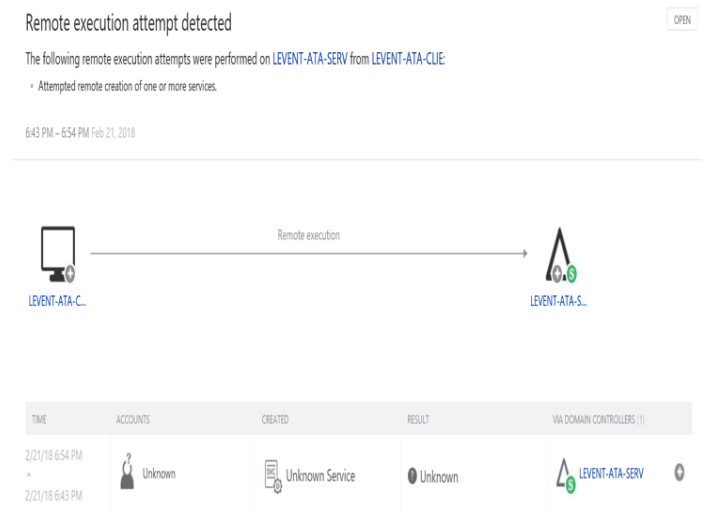 Remote execution attempt detected
OPEN
The following remote execution attempts were performed on LEVENT-ATA-SERV from LEVENT-ATA-CLIE:
◦ Attempted remote creation of one or more services.
6:43 PM – 6:54 PM Feb 21, 2018
Remote execution
LEVENT-ATA-C...
LEVENT-ATA-S...
TIME ACCOUNTS CREATED RESULT VIA DOMAIN CONTROLLERS (1)
2/21/18 6:54 PM
Unknown Unknown Service Unknown LEVENT-ATA-SERV
2/21/18 6:43 PM